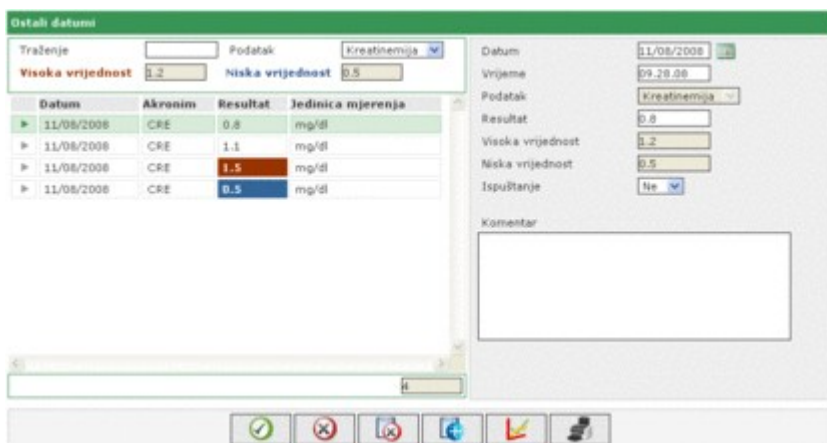 Ostali datumi
Traženje Podatak Kreatinemija
Visoka vrijednost 1.2 Niska vrijednost 0.5
Datum Akronim Resultat Jedinica mjerenja
11/08/2008 CRE 0.8 mg/dl
11/08/2008 CRE 1.1 mg/dl
11/08/2008 CRE 1.5 mg/dl
11/08/2008 CRE 0.5 mg/dl
4
Datum 11/08/2008
Vrijeme 09.28.08
Podatak Kreatinemija
Resultat 0.8
Visoka vrijednost 1.2
Niska vrijednost 0.5
Ispuštanje Ne
Komentar